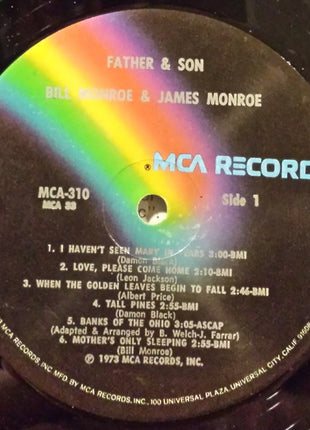 FATHER & SON
BILL MONROE & JAMES MONROE
® MCA RECORD
MCA-310
MCA 33
Side 1
1. I HAVEN'T SEEN MARY IN YEARS 3:00-BMI
(Damon Black)
2. LOVE, PLEASE COME HOME 2:10-BMI
(Leon Jackson)
3. WHEN THE GOLDEN LEAVES BEGIN TO FALL 2:46-BMI
(Albert Price)
4. TALL PINES 2:55-BMI
(Damon Black)
5. BANKS OF THE OHIO 3:05-ASCAP
(Adapted & Arranged by B. Welch-J. Farrar)
6. MOTHER'S ONLY SLEEPING 2:55-BMI
(Bill Monroe)
℗ 1973 MCA RECORDS, INC.
MCA RECORDS, INC. MFD. BY MCA RECORDS, INC., 100 UNIVERSAL PLAZA, UNIVERSAL CITY, CALIF.